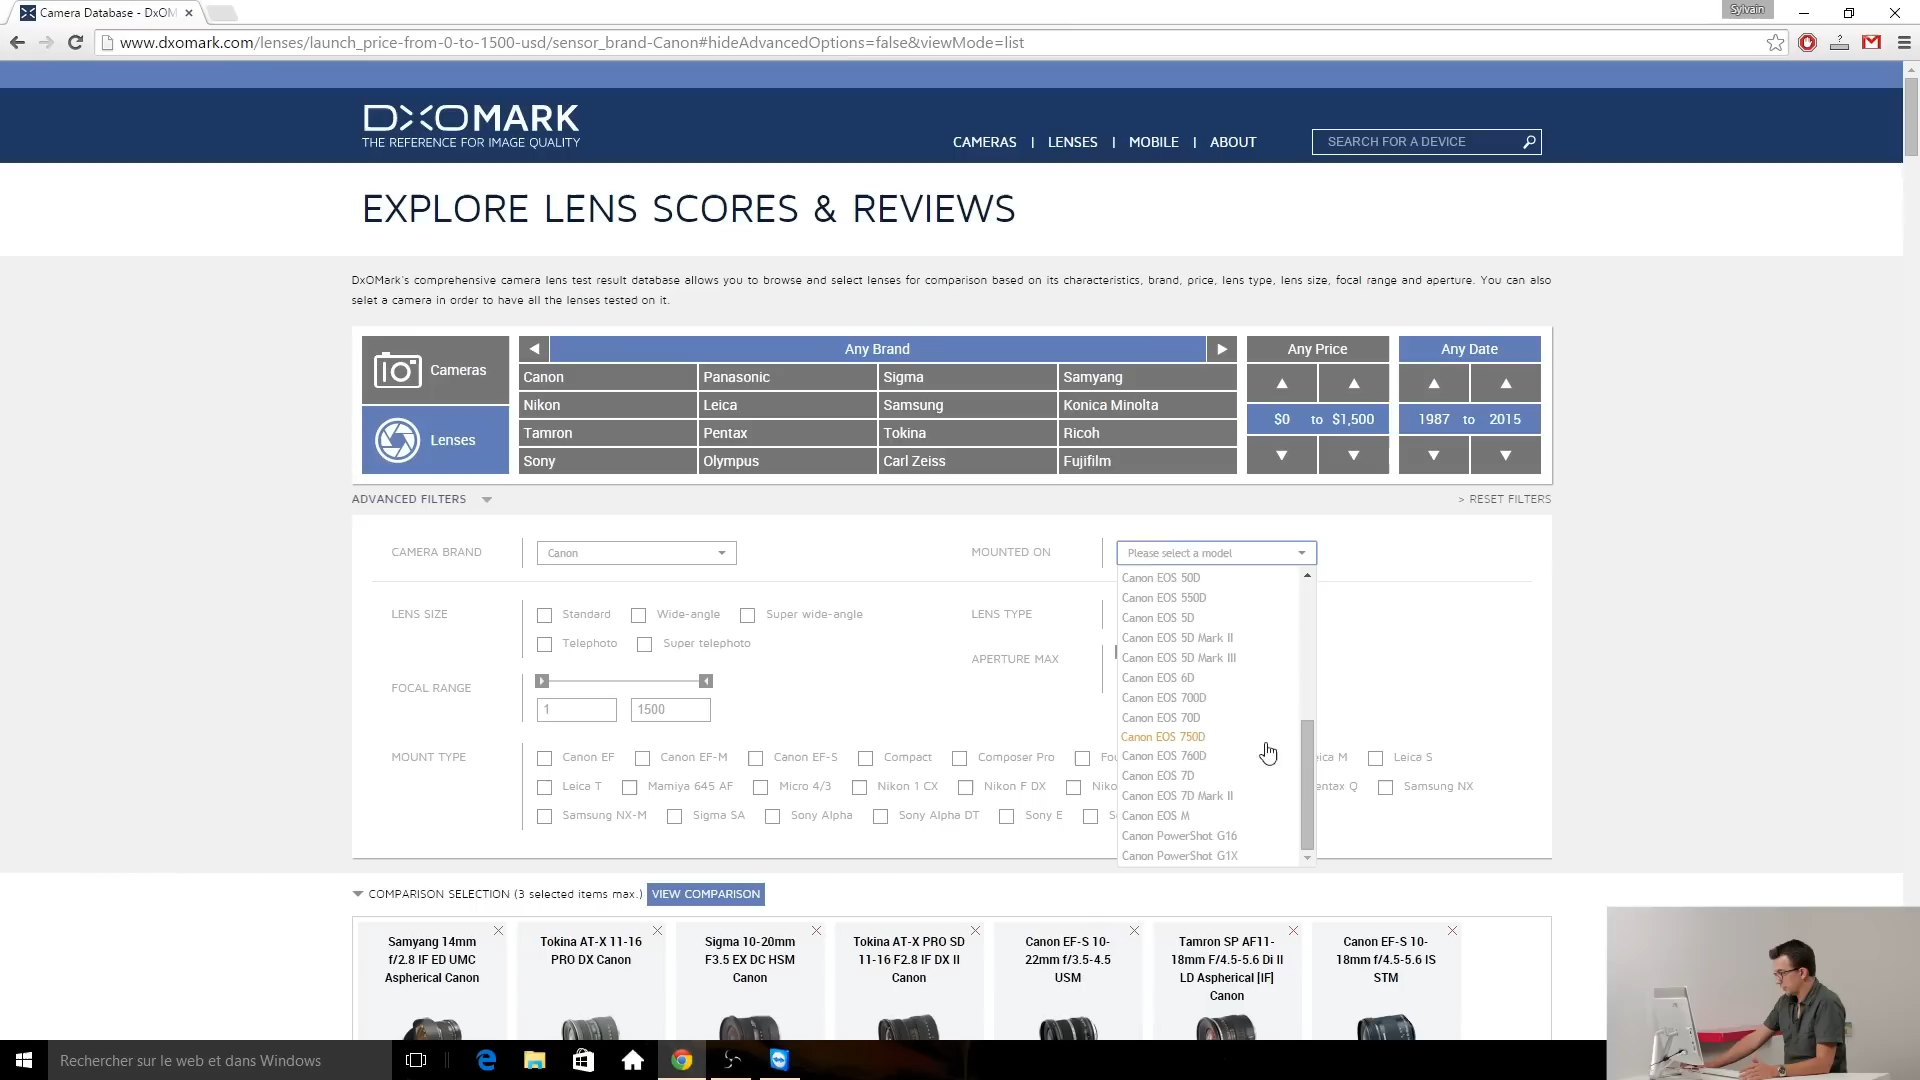 Camera Database - DxOM
Sylvain
www.dxomark.com/lenses/launch_price-from-0-to-1500-usd/sensor_brand-Canon#hideAdvancedOptions=false&viewMode=list
DXOMARK
THE REFERENCE FOR IMAGE QUALITY
CAMERAS | LENSES | MOBILE | ABOUT
SEARCH FOR A DEVICE
EXPLORE LENS SCORES & REVIEWS
DxOMark's comprehensive camera lens test result database allows you to browse and select lenses for comparison based on its characteristics, brand, price, lens type, lens size, focal range and aperture. You can also
selet a camera in order to have all the lenses tested on it.
Cameras
Lenses
Any Brand
Canon Panasonic Sigma Samyang
Nikon Leica Samsung Konica Minolta
Tamron Pentax Tokina Ricoh
Sony Olympus Carl Zeiss Fujifilm
Any Price
$0 to $1,500
Any Date
1987 to 2015
ADVANCED FILTERS
> RESET FILTERS
CAMERA BRAND
Canon
MOUNTED ON
Please select a model
Canon EOS 50D
Canon EOS 550D
Canon EOS 5D
Canon EOS 5D Mark II
Canon EOS 5D Mark III
Canon EOS 6D
Canon EOS 700D
Canon EOS 70D
Canon EOS 750D
Canon EOS 760D
Canon EOS 7D
Canon EOS 7D Mark II
Canon EOS M
Canon PowerShot G16
Canon PowerShot G1X
LENS SIZE
Standard Wide-angle Super wide-angle
Telephoto Super telephoto
LENS TYPE
APERTURE MAX
FOCAL RANGE
1 1500
MOUNT TYPE
Canon EF Canon EF-M Canon EF-S Compact Composer Pro Fou eica M Leica S
Leica T Mamiya 645 AF Micro 4/3 Nikon 1 CX Nikon F DX Niko entax Q Samsung NX
Samsung NX-M Sigma SA Sony Alpha Sony Alpha DT Sony E S
COMPARISON SELECTION (3 selected items max.) VIEW COMPARISON
Samyang 14mm
f/2.8 IF ED UMC
Aspherical Canon
Tokina AT-X 11-16
PRO DX Canon
Sigma 10-20mm
F3.5 EX DC HSM
Canon
Tokina AT-X PRO SD
11-16 F2.8 IF DX II
Canon
Canon EF-S 10-
22mm f/3.5-4.5
USM
Tamron SP AF11-
18mm F/4.5-5.6 Di II
LD Aspherical [IF]
Canon
Canon EF-S 10-
18mm f/4.5-5.6 IS
STM
Rechercher sur le web et dans Windows